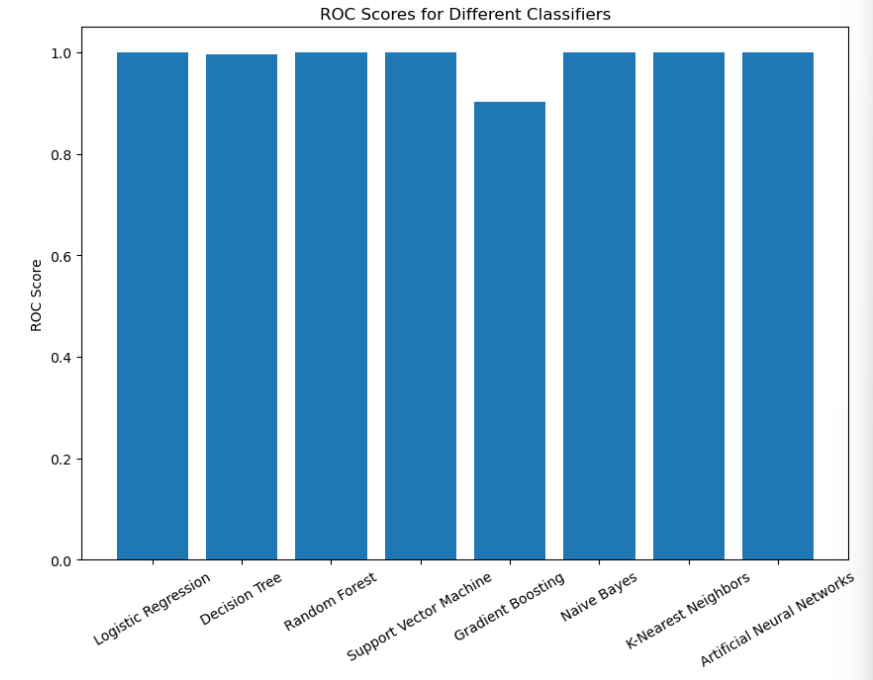 ROC Scores for Different Classifiers
1.0
0.8
0.6
0.4
0.2
0.0
ROC Score
Logistic Regression
Decision Tree
Random Forest
Support Vector Machine
Gradient Boosting
Naive Bayes
K-Nearest Neighbors
Artificial Neural Networks